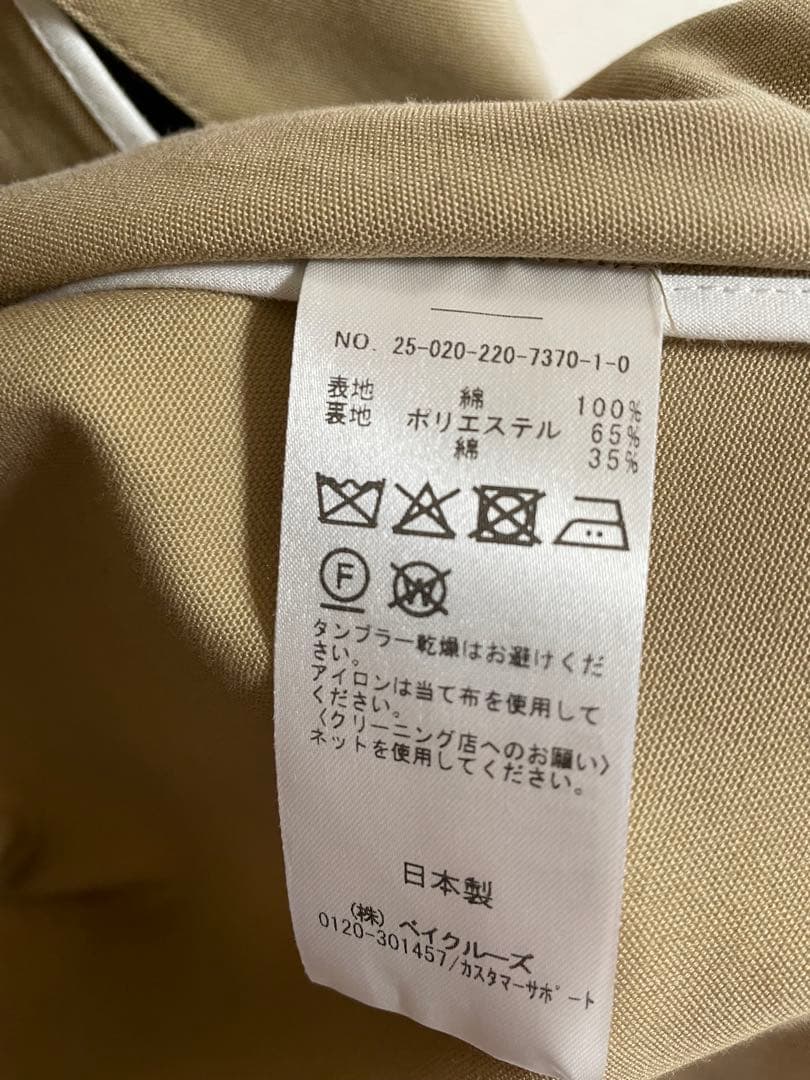 NO. 25-020-220-7370-1-0
表地 綿 100%
裏地 ポリエステル 65%
綿 35%
F
W
タンブラー乾燥はお避けくだ
さい。
アイロンは当て布を使用して
ください。
〈クリーニング店へのお願い〉
ネットを使用してください。
日本製
(株) ベイクルーズ
0120-301457/カスタマーサポート